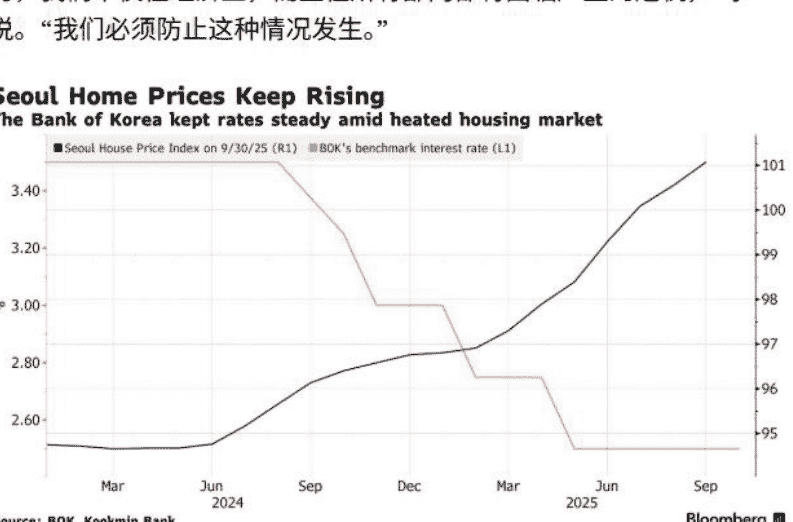 说。“我们必须防止这种情况发生。”
Seoul Home Prices Keep Rising
The Bank of Korea kept rates steady amid heated housing market
Seoul House Price Index on 9/30/25 (R1) BOK's benchmark interest rate (L1)
3.40
3.20
3.00
2.80
2.60
101
100
99
98
97
96
95
Mar Jun Sep Dec Mar Jun Sep
2024 2025
Source: BOK, Kookmin Bank
Bloomberg